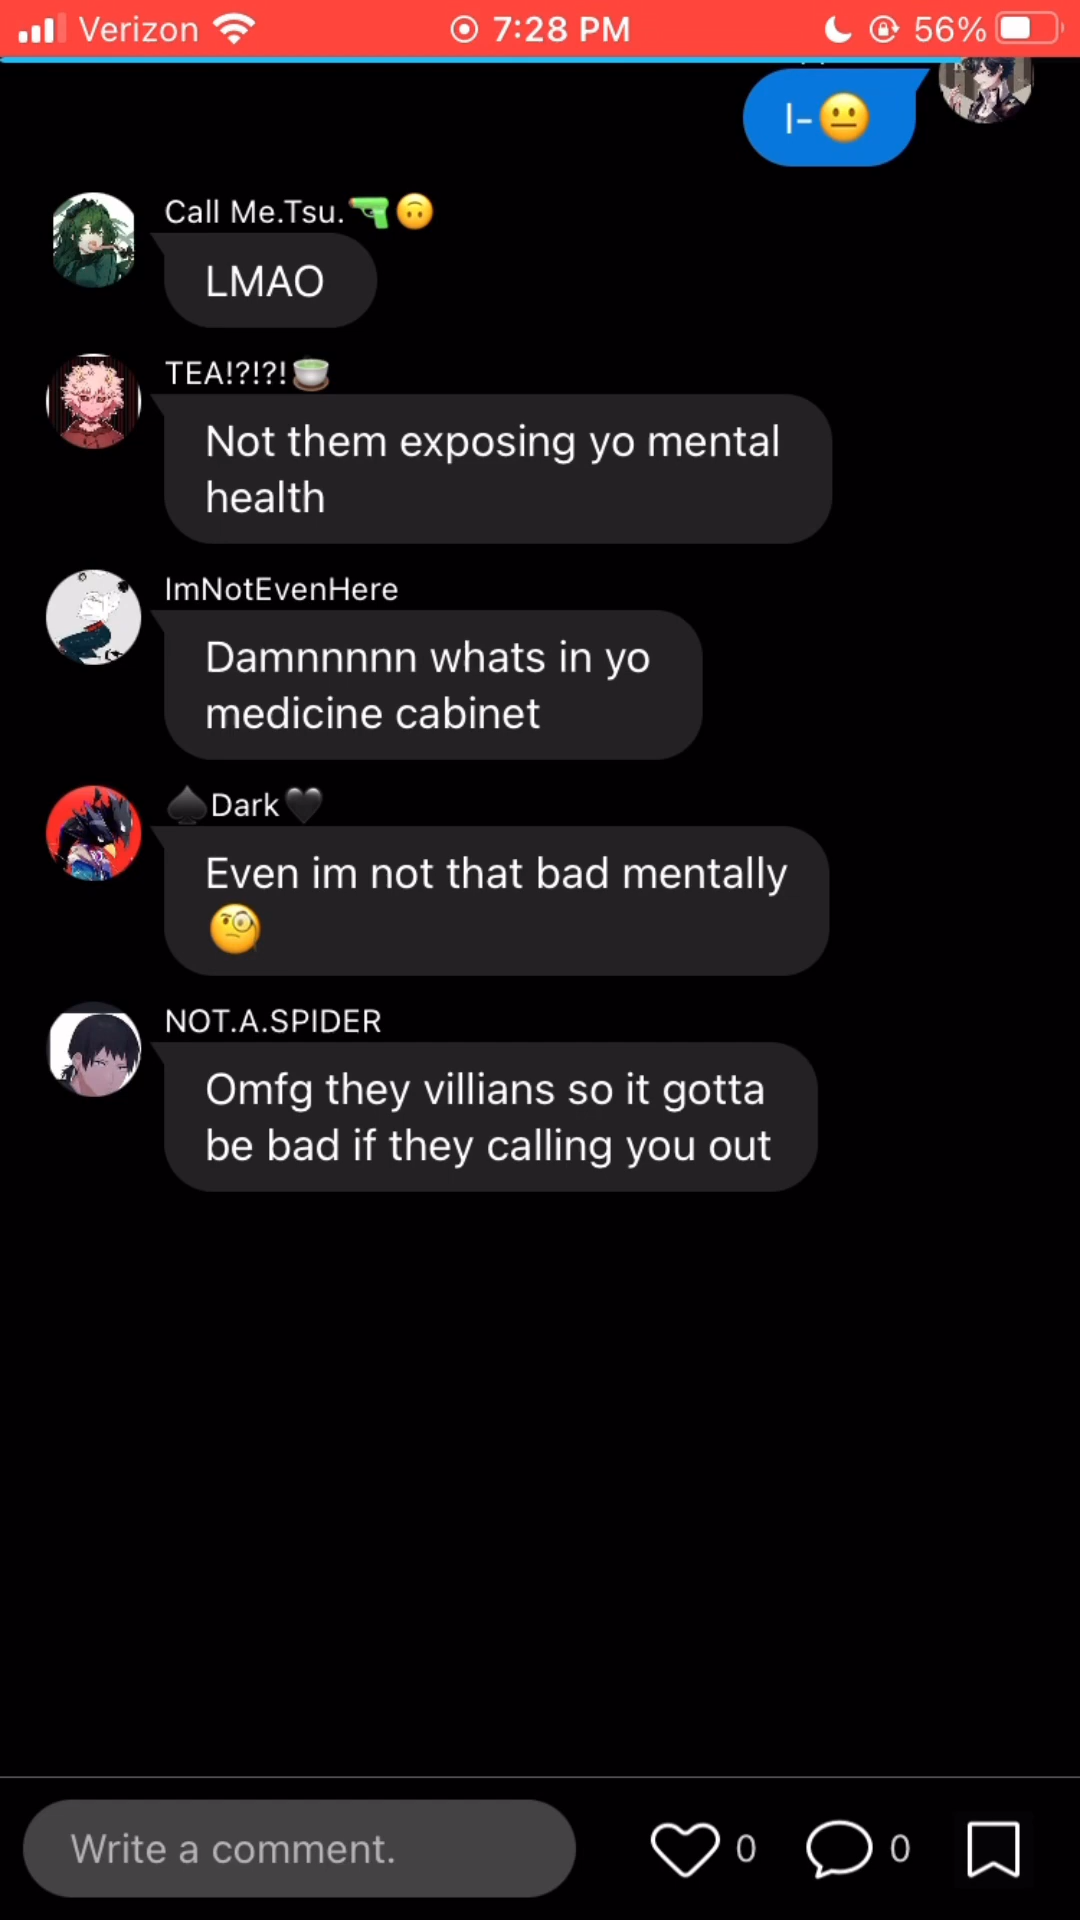 Verizon 7:28 PM 56%
I-😐
Call Me.Tsu.🔫🙃
LMAO
TEA!?!?!🍵
Not them exposing yo mental
health
ImNotEvenHere
Damnnnnn whats in yo
medicine cabinet
♠️Dark🖤
Even im not that bad mentally
🧐
NOT.A.SPIDER
Omfg they villians so it gotta
be bad if they calling you out
Write a comment. 0 0